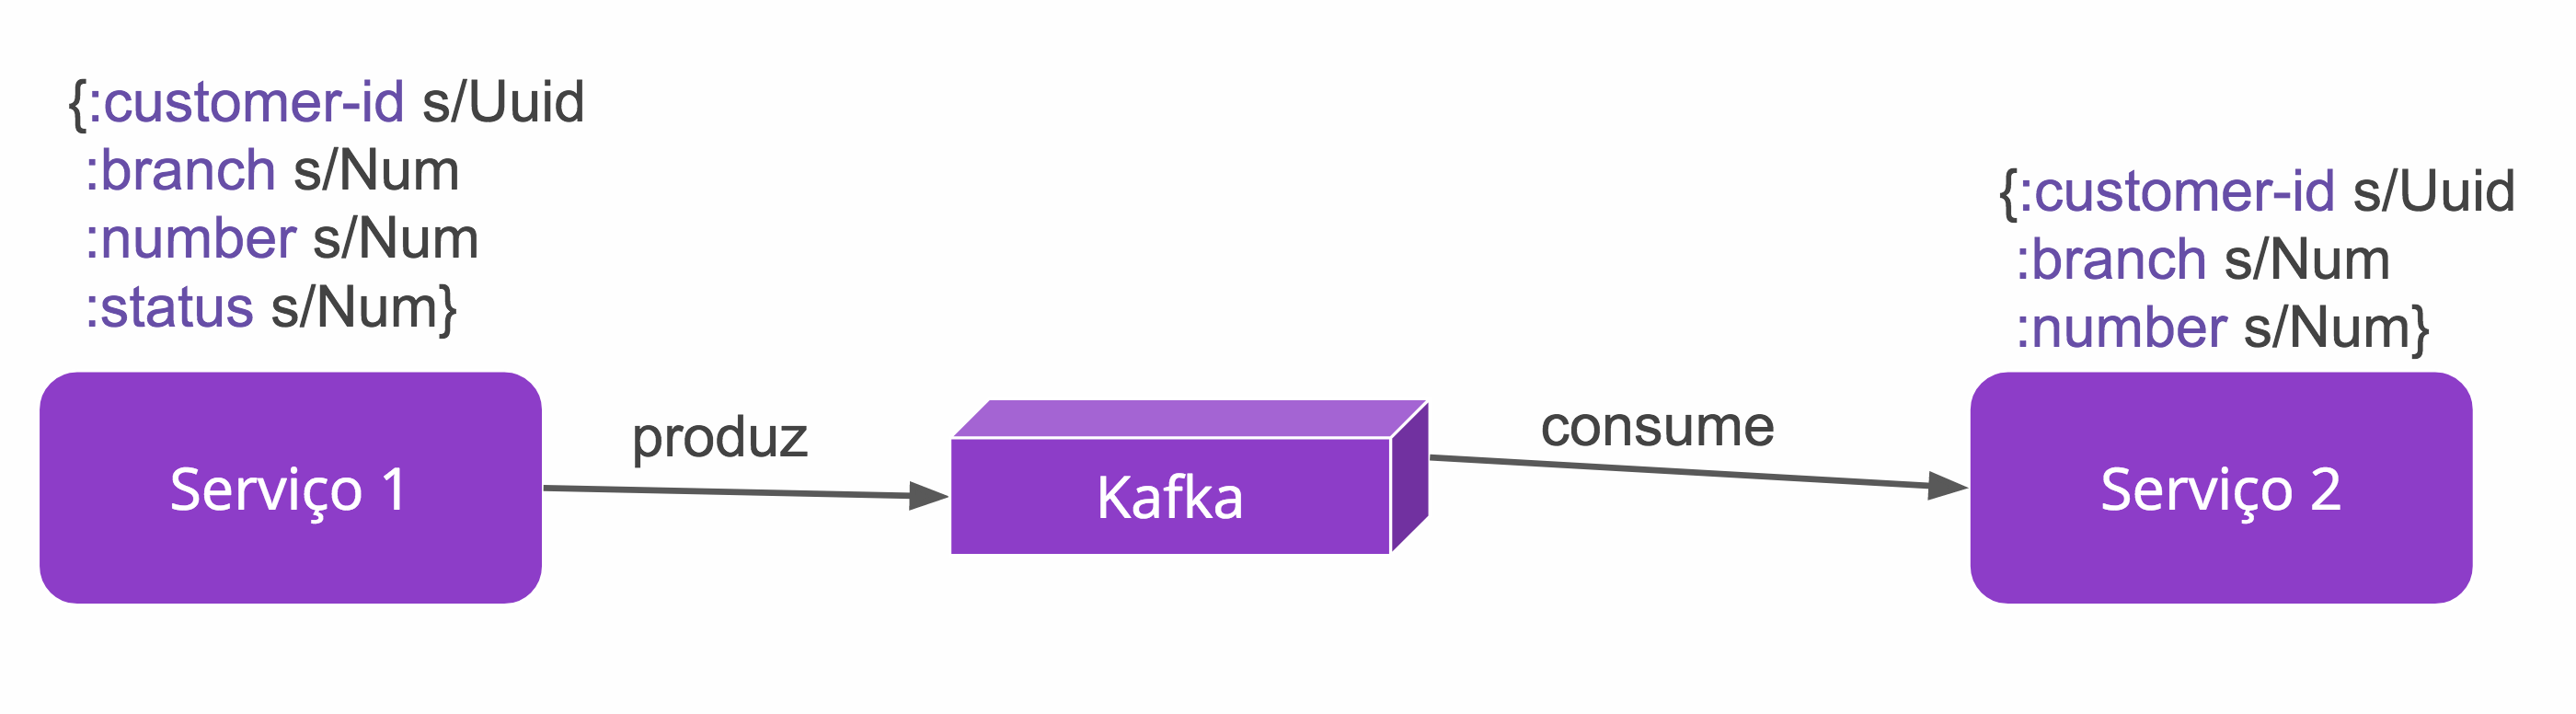 {:customer-id s/Uuid
:branch s/Num
:number s/Num
:status s/Num}
Serviço 1
produz
Kafka
consume
{:customer-id s/Uuid
:branch s/Num
:number s/Num}
Serviço 2